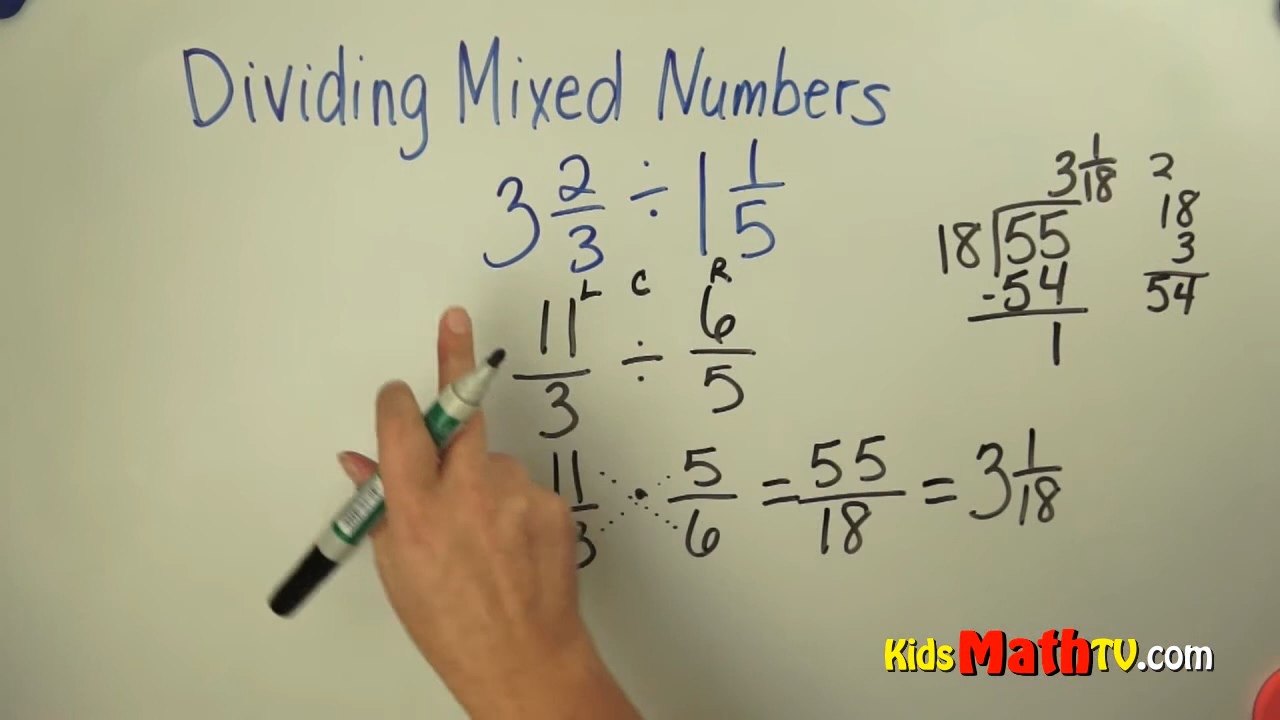 Dividing Mixed Numbers
3 2/3 ÷ 1 1/5
L C R
11/3 ÷ 6/5
11/3 · 5/6 = 55/18 = 3 1/18
3 1/18
18 55
-54
1
2
18
3
54
KidsMathTV.com